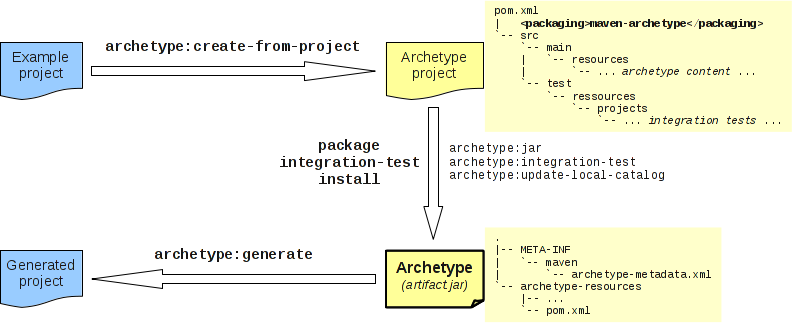 pom.xml
|   <packaging>maven-archetype</packaging>
`-- src
    `-- main
    |   `-- resources
    |       `-- ... archetype content ...
    `-- test
        `-- ressources
            `-- projects
                `-- ... integration tests ...
archetype:create-from-project
Example
project
Archetype
project
package
integration-test
install
archetype:jar
archetype:integration-test
archetype:update-local-catalog
archetype:generate
Generated
project
Archetype
(artifact jar)
.
|-- META-INF
|   `-- maven
|       `-- archetype-metadata.xml
`-- archetype-resources
    |-- ...
    `-- pom.xml